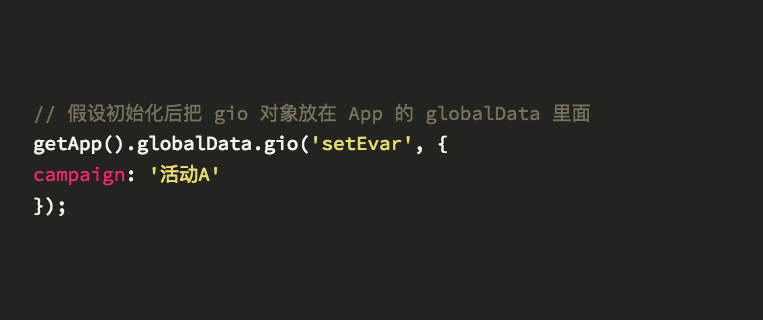 // 假设初始化后把 gio 对象放在 App 的 globalData 里面
getApp().globalData.gio('setEvar', {
campaign: '活动A'
});